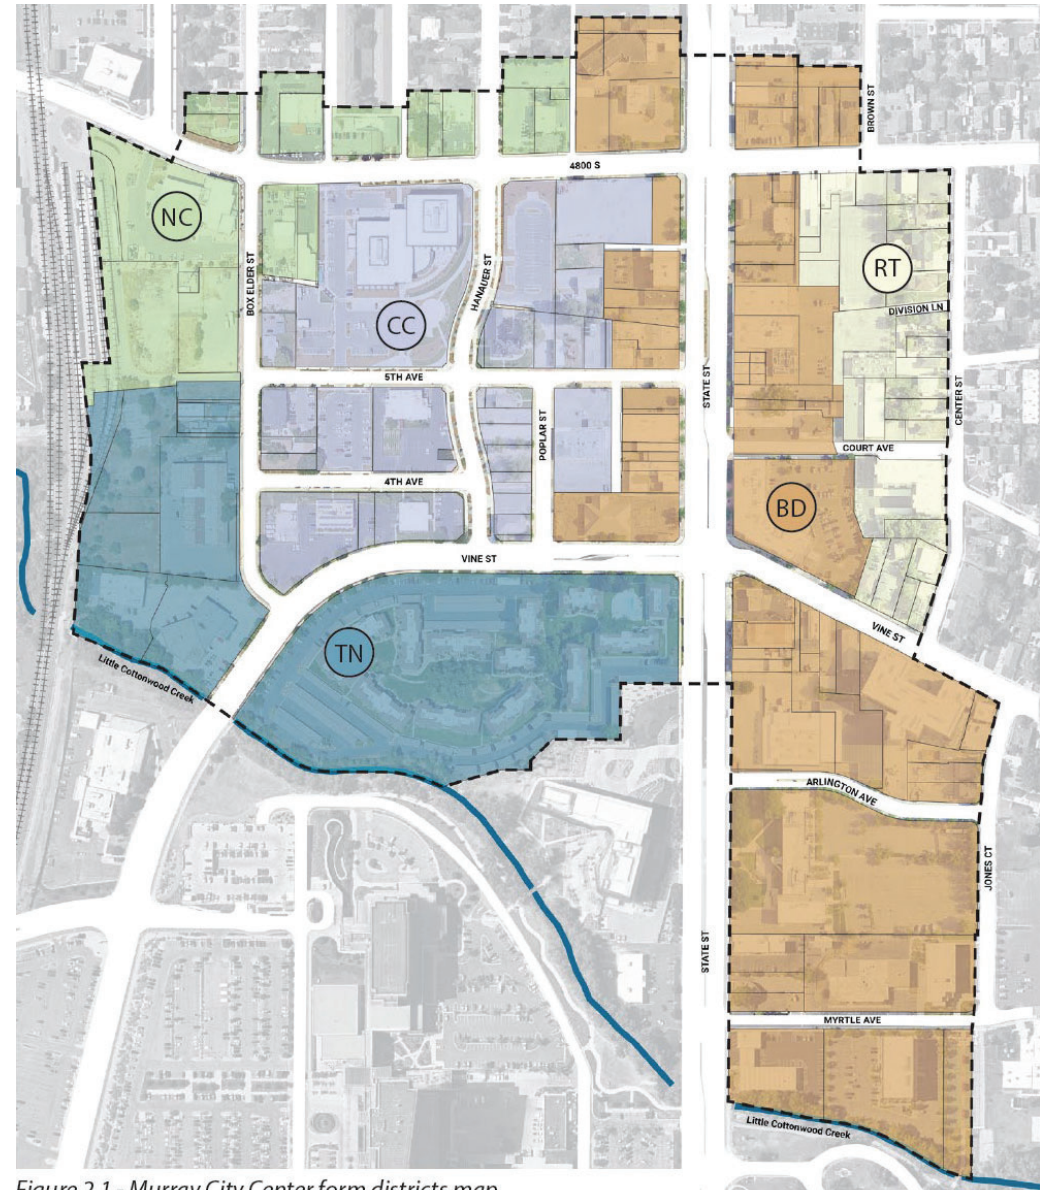 BROWN ST
4800 S
NC
RT
BOX ELDER ST
HANAUER ST
DIVISION LN
CC
5TH AVE
STATE ST
CENTER ST
POPLAR ST
COURT AVE
4TH AVE
BD
VINE ST
VINE ST
TN
Little Cottonwood Creek
ARLINGTON AVE
JONES CT
STATE ST
MYRTLE AVE
Little Cottonwood Creek
Figure 2.1 - Murray City Center form districts map